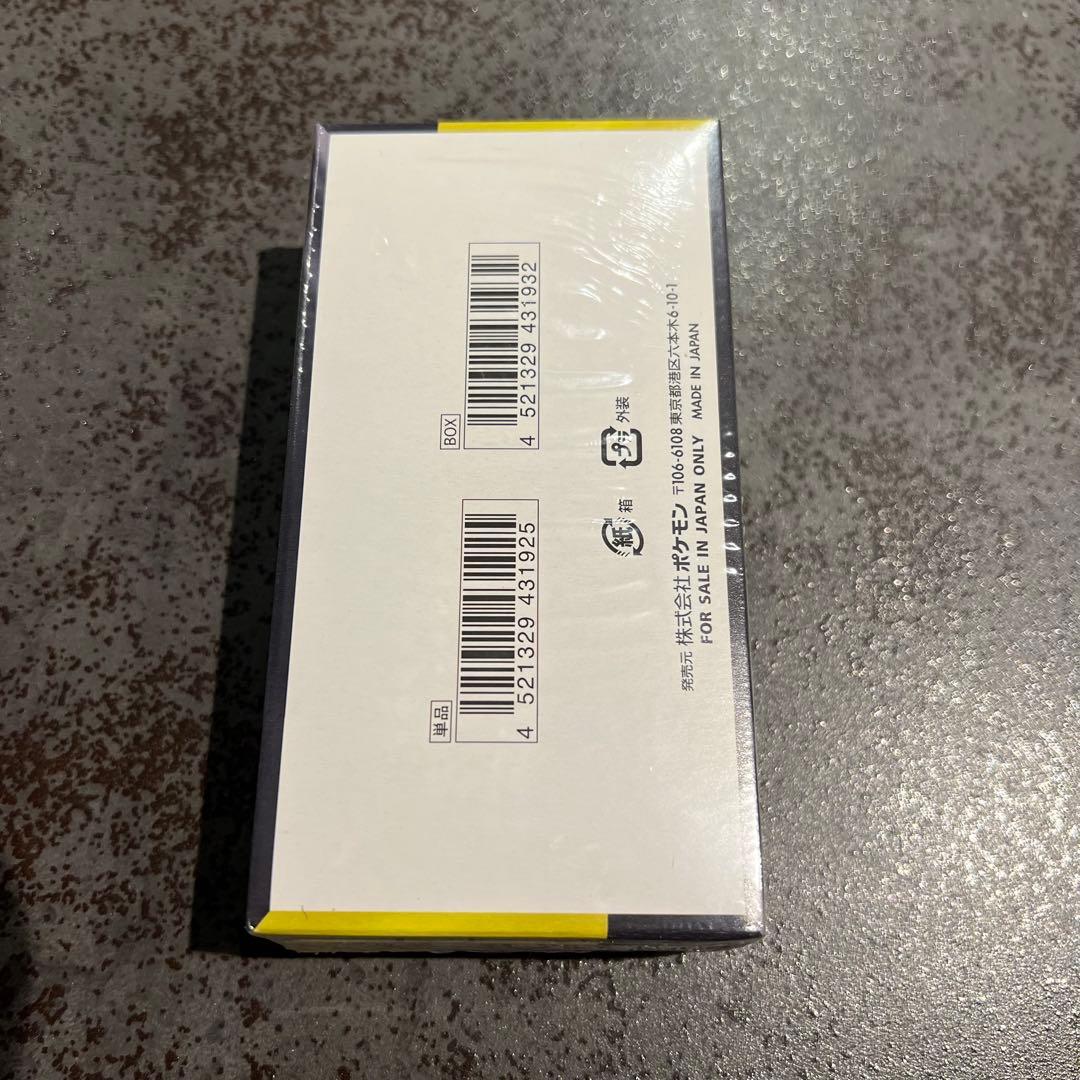 BOX
4 521329 431932
単品
4 521329 431925
プラ 外装
紙 箱
発売元 株式会社 ポケモン 〒106-6108 東京都港区六本木6-10-1
FOR SALE IN JAPAN ONLY MADE IN JAPAN